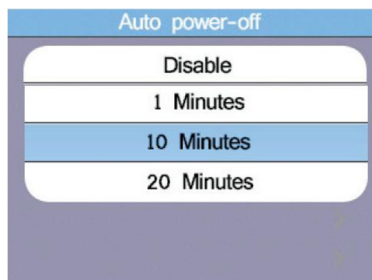 Auto power-off
Disable
1 Minutes
10 Minutes
20 Minutes